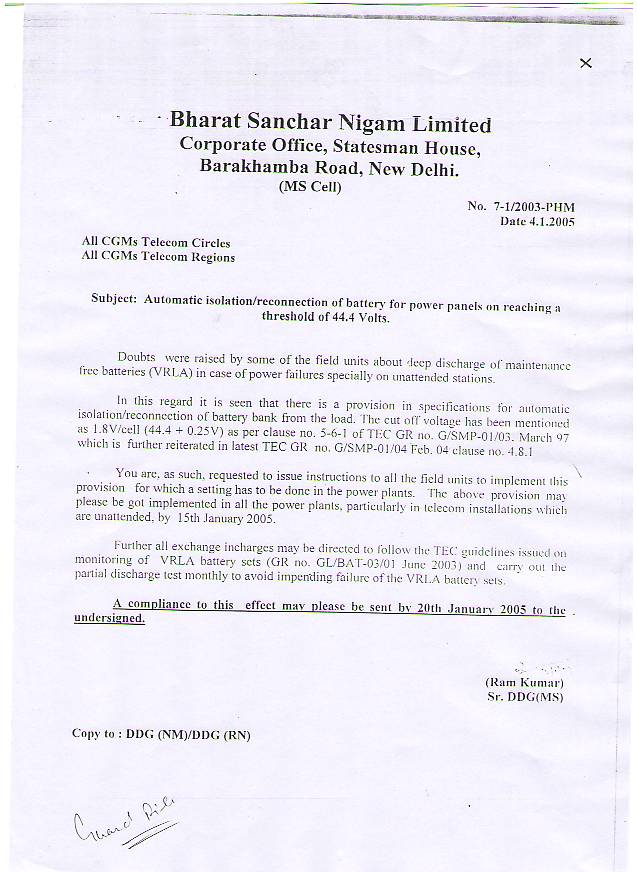 ×
Bharat Sanchar Nigam Limited
Corporate Office, Statesman House,
Barakhamba Road, New Delhi.
(MS Cell)
No. 7-1/2003-PHM
Date 4.1.2005
All CGMs Telecom Circles
All CGMs Telecom Regions
Subject: Automatic isolation/reconnection of battery for power panels on reaching a
threshold of 44.4 Volts.
Doubts were raised by some of the field units about deep discharge of maintenance
free batteries (VRLA) in case of power failures specially on unattended stations.
In this regard it is seen that there is a provision in specifications for automatic
isolation/reconnection of battery bank from the load. The cut off voltage has been mentioned
as 1.8V/cell (44.4 + 0.25V) as per clause no. 5-6-1 of TEC GR no. G/SMP-01/03. March 97
which is further reiterated in latest TEC GR no. G/SMP-01/04 Feb. 04 clause no. 4.8.1
You are, as such, requested to issue instructions to all the field units to implement this
provision for which a setting has to be done in the power plants. The above provision may
please be got implemented in all the power plants, particularly in telecom installations which
are unattended, by 15th January 2005.
Further all exchange incharges may be directed to follow the TEC guidelines issued on
monitoring of VRLA battery sets (GR no. GL/BAT-03/01 June 2003) and carry out the
partial discharge test monthly to avoid impending failure of the VRLA battery sets.
A compliance to this effect may please be sent by 20th January 2005 to the
undersigned.
(Ram Kumar)
Sr. DDG(MS)
Copy to : DDG (NM)/DDG (RN)
Guard File